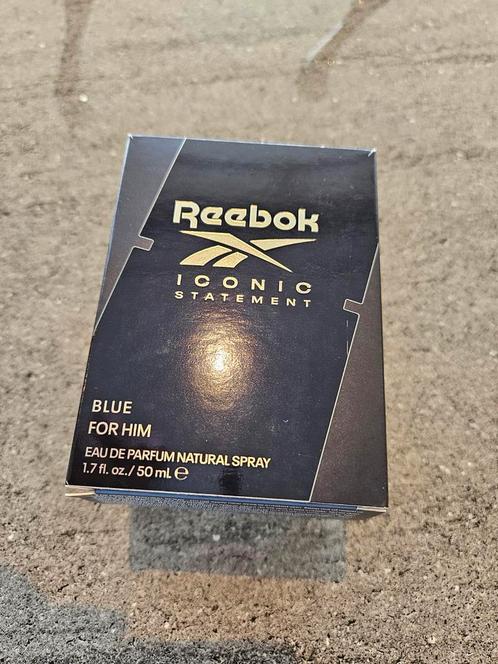 Reebok
ICONIC
STATEMENT
BLUE
FOR HIM
EAU DE PARFUM NATURAL SPRAY
1.7 fl. oz./50 ml ℮